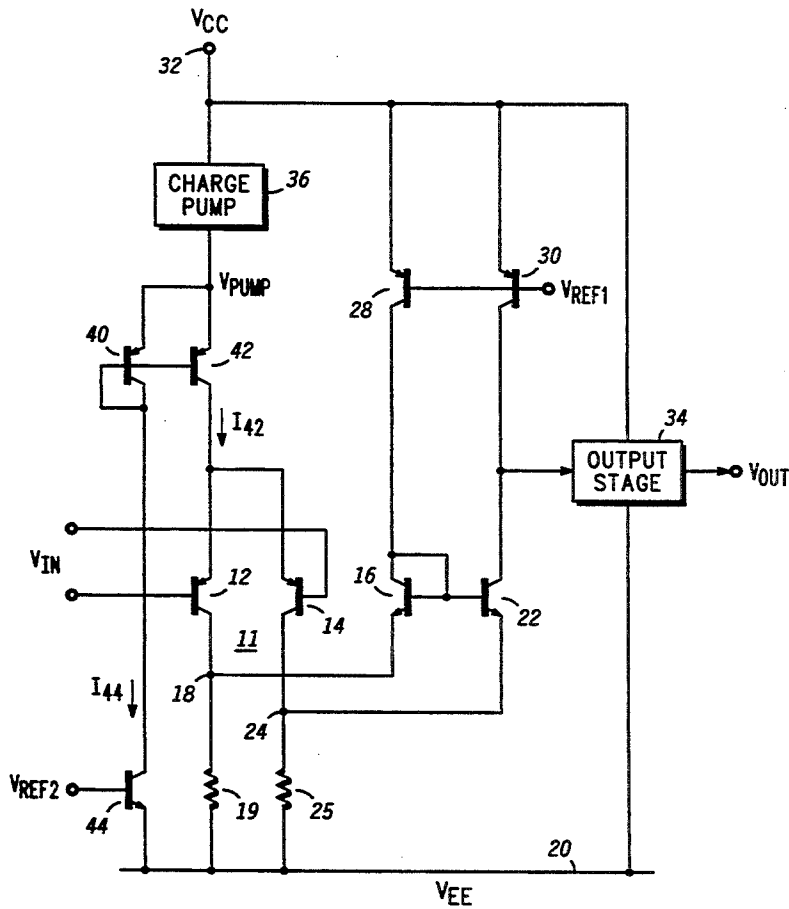 VCC
32
CHARGE
PUMP
36
VPUMP
40
42
I42
28
30
VREF1
34
OUTPUT
STAGE
VOUT
VIN
12
14
11
16
22
18
24
I44
VREF2
44
19
25
20
VEE